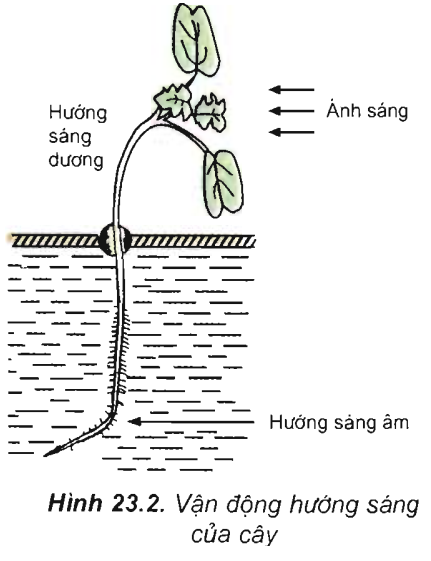 Hướng
sáng
dương
Ánh sáng
Hướng sáng âm
Hình 23.2. Vận động hướng sáng
của cây